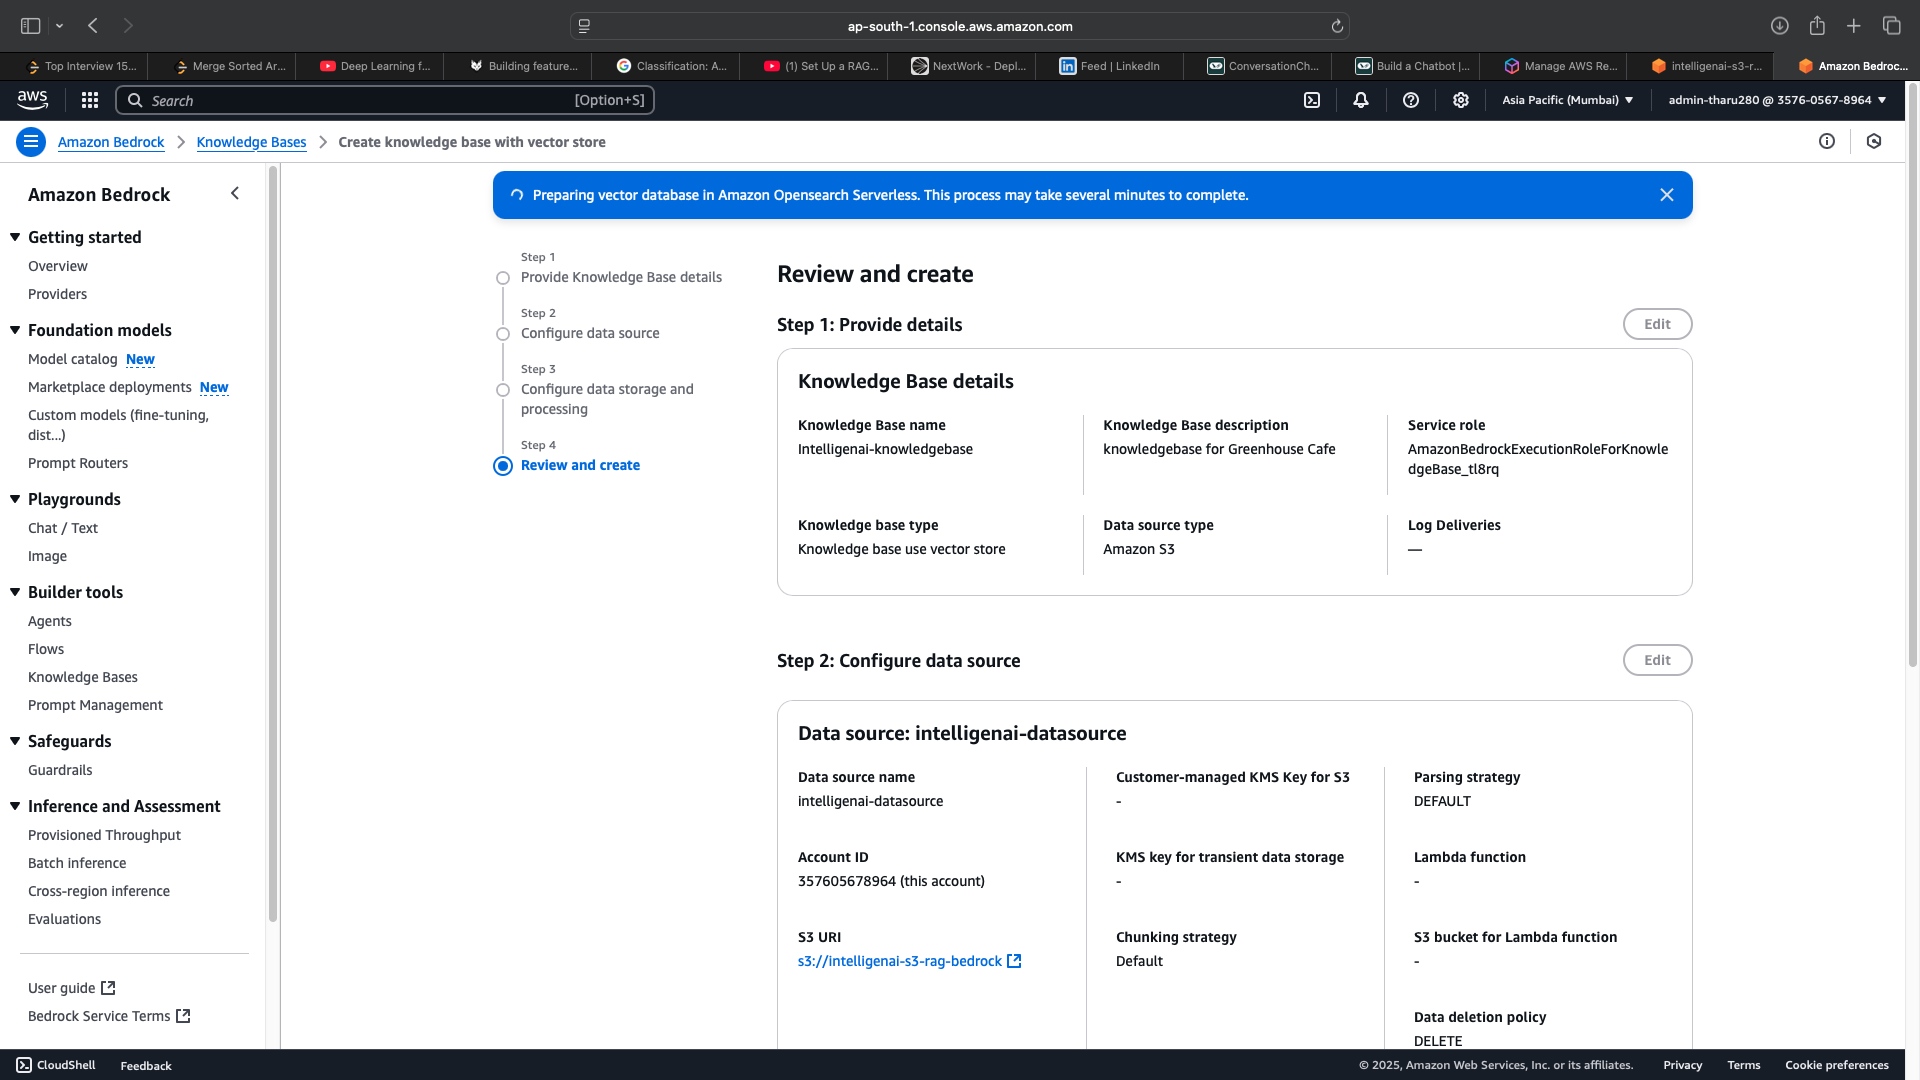 ap-south-1.console.aws.amazon.com
Top Interview 15...
Merge Sorted Ar...
Deep Learning f...
Building feature...
Classification: A...
(1) Set Up a RAG...
NextWork - Depl...
Feed | LinkedIn
ConversationCh...
Build a Chatbot |...
Manage AWS Re...
intelligenai-s3-r...
Amazon Bedroc...
aws
Search
[Option+S]
Asia Pacific (Mumbai)
admin-tharu280 @ 3576-0567-8964
Amazon Bedrock
Knowledge Bases
Create knowledge base with vector store
Amazon Bedrock
Getting started
Overview
Providers
Foundation models
Model catalog New
Marketplace deployments New
Custom models (fine-tuning,
dist...)
Prompt Routers
Playgrounds
Chat / Text
Image
Builder tools
Agents
Flows
Knowledge Bases
Prompt Management
Safeguards
Guardrails
Inference and Assessment
Provisioned Throughput
Batch inference
Cross-region inference
Evaluations
User guide
Bedrock Service Terms
Preparing vector database in Amazon Opensearch Serverless. This process may take several minutes to complete.
Step 1
Provide Knowledge Base details
Step 2
Configure data source
Step 3
Configure data storage and
processing
Step 4
Review and create
Review and create
Step 1: Provide details
Edit
Knowledge Base details
Knowledge Base name
Intelligenai-knowledgebase
Knowledge Base description
knowledgebase for Greenhouse Cafe
Service role
AmazonBedrockExecutionRoleForKnowle
dgeBase_tl8rq
Knowledge base type
Knowledge base use vector store
Data source type
Amazon S3
Log Deliveries
—
Step 2: Configure data source
Edit
Data source: intelligenai-datasource
Data source name
intelligenai-datasource
Customer-managed KMS Key for S3
-
Parsing strategy
DEFAULT
Account ID
357605678964 (this account)
KMS key for transient data storage
-
Lambda function
-
S3 URI
s3://intelligenai-s3-rag-bedrock
Chunking strategy
Default
S3 bucket for Lambda function
-
Data deletion policy
DELETE
CloudShell
Feedback
© 2025, Amazon Web Services, Inc. or its affiliates.
Privacy
Terms
Cookie preferences